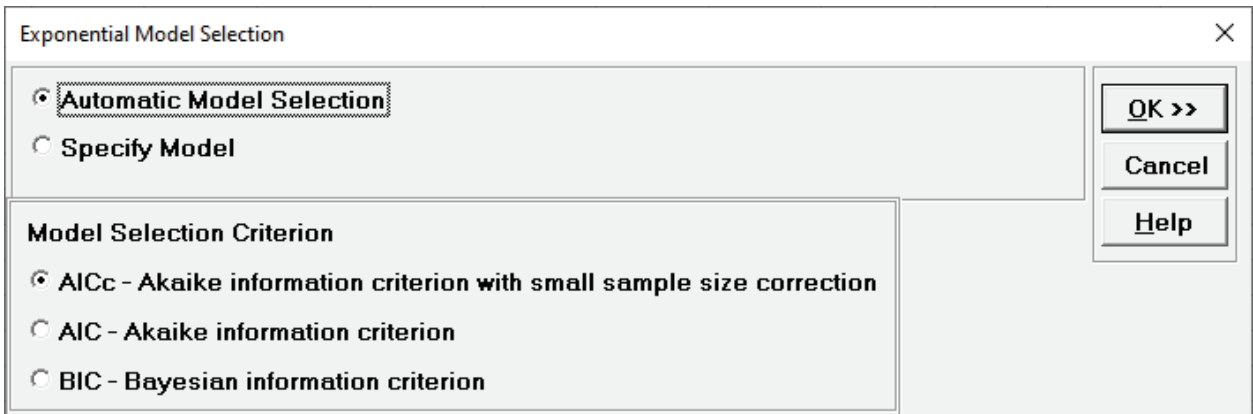 Exponential Model Selection
Automatic Model Selection
Specify Model
OK >>
Cancel
Help
Model Selection Criterion
AICc - Akaike information criterion with small sample size correction
AIC - Akaike information criterion
BIC - Bayesian information criterion